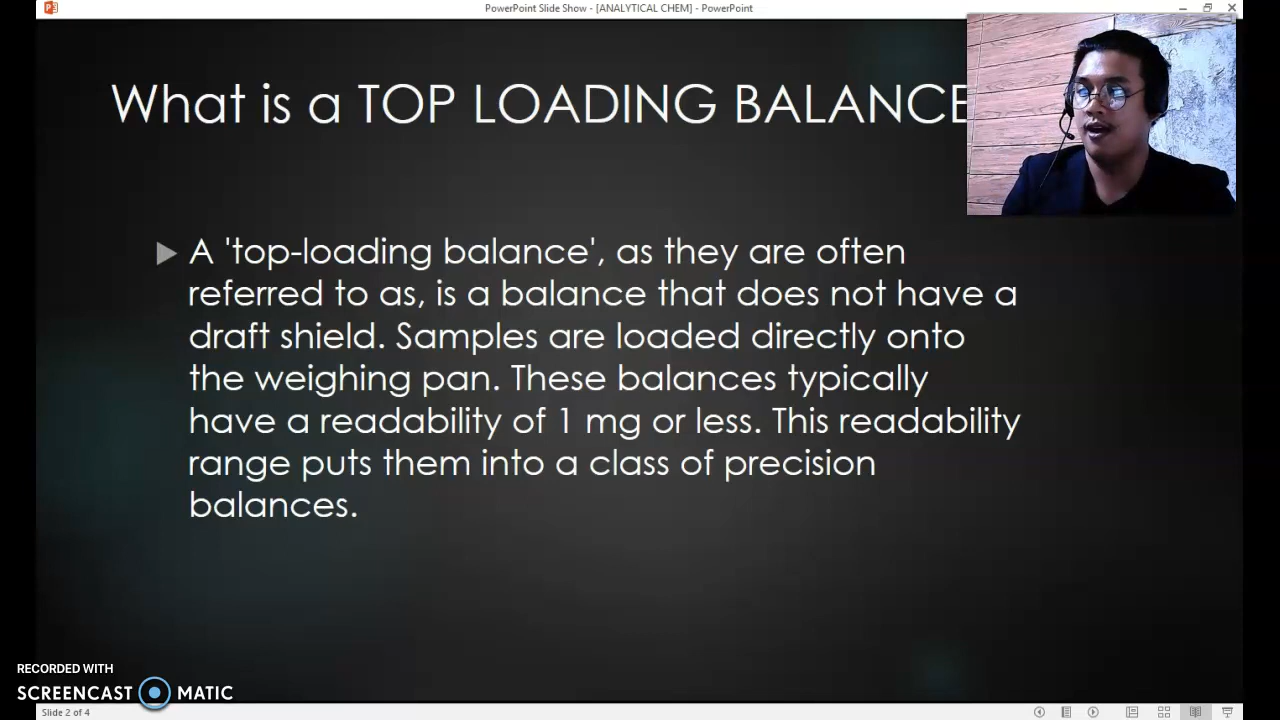 PowerPoint Slide Show - [ANALYTICAL CHEM] - PowerPoint
What is a TOP LOADING BALANCE
A 'top-loading balance', as they are often
referred to as, is a balance that does not have a
draft shield. Samples are loaded directly onto
the weighing pan. These balances typically
have a readability of 1 mg or less. This readability
range puts them into a class of precision
balances.
RECORDED WITH
SCREENCAST MATIC
Slide 2 of 4